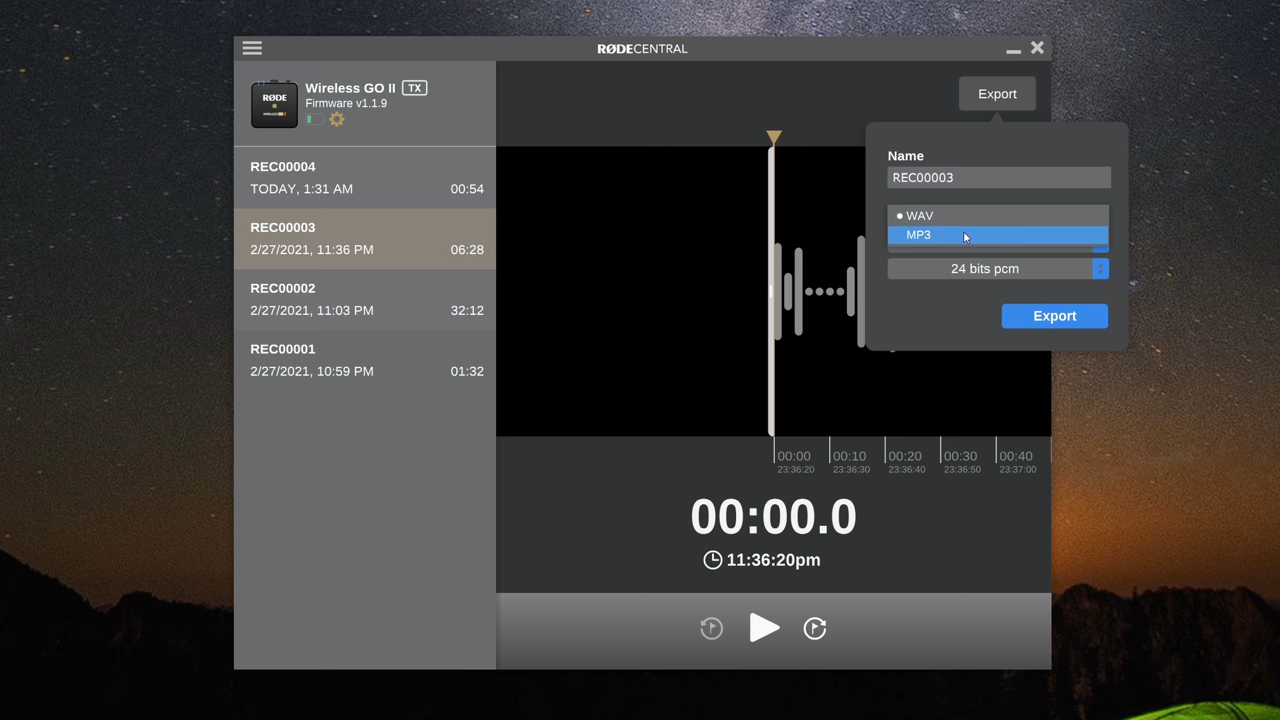 RØDECENTRAL
RØDE
Wireless GO II TX
Firmware v1.1.9
Export
REC00004
TODAY, 1:31 AM 00:54
REC00003
2/27/2021, 11:36 PM 06:28
REC00002
2/27/2021, 11:03 PM 32:12
REC00001
2/27/2021, 10:59 PM 01:32
Name
REC00003
WAV
MP3
24 bits pcm
Export
00:00 00:10 00:20 00:30 00:40
23:36:20 23:36:30 23:36:40 23:36:50 23:37:00
00:00.0
11:36:20pm